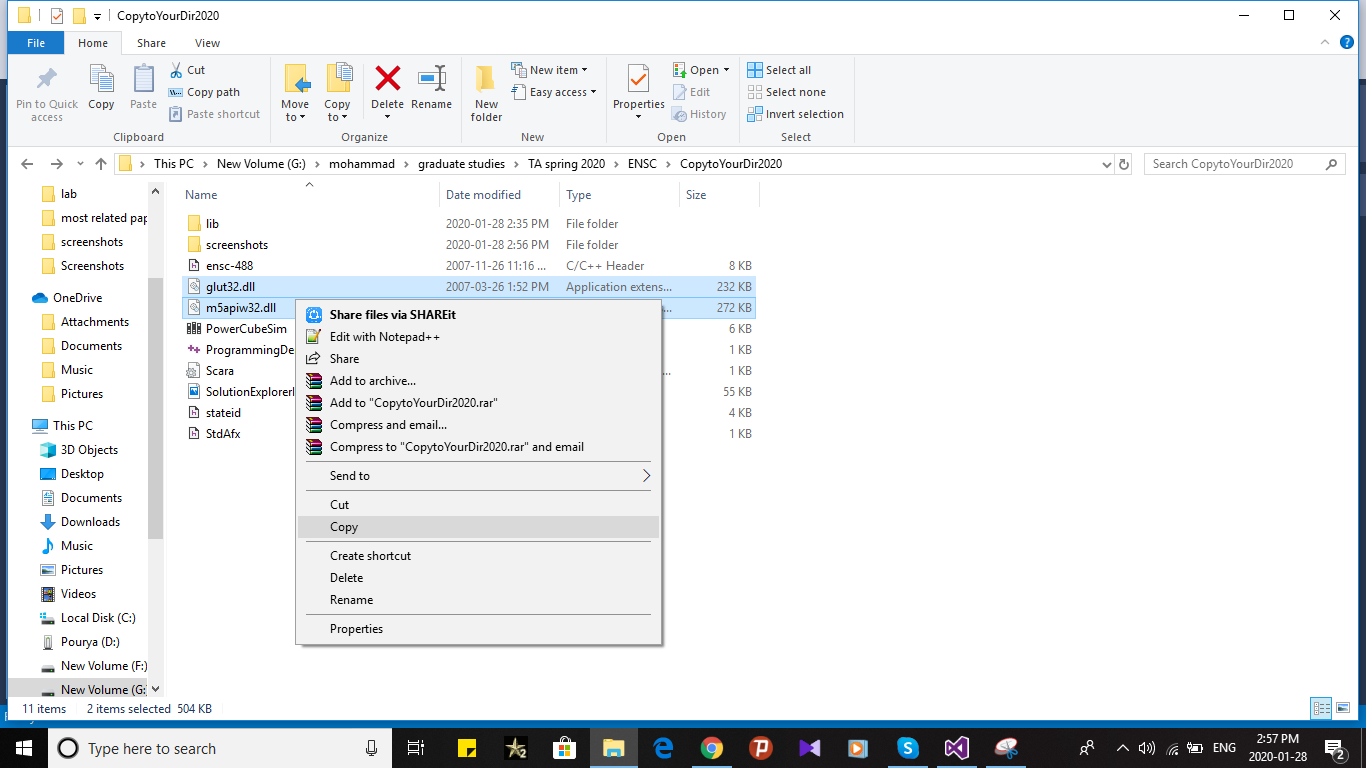 CopytoYourDir2020
File Home Share View
Pin to Quick access
Copy
Paste
Cut
Copy path
Paste shortcut
Clipboard
Move to
Copy to
Delete
Rename
Organize
New folder
New item
Easy access
New
Properties
Open
Edit
History
Open
Select all
Select none
Invert selection
Select
This PC New Volume (G:) mohammad graduate studies TA spring 2020 ENSC CopytoYourDir2020
Search CopytoYourDir2020
lab
most related pap
screenshots
Screenshots
OneDrive
Attachments
Documents
Music
Pictures
This PC
3D Objects
Desktop
Documents
Downloads
Music
Pictures
Videos
Local Disk (C:)
Pourya (D:)
New Volume (F:)
New Volume (G:
Name Date modified Type Size
lib 2020-01-28 2:35 PM File folder
screenshots 2020-01-28 2:56 PM File folder
ensc-488 2007-11-26 11:16 ... C/C++ Header 8 KB
glut32.dll 2007-03-26 1:52 PM Application extens... 232 KB
m5apiw32.dll ... 272 KB
PowerCubeSim 6 KB
ProgrammingDe 1 KB
Scara ... 1 KB
SolutionExplorer 55 KB
stateid 4 KB
StdAfx 1 KB
Share files via SHAREit
Edit with Notepad++
Share
Add to archive...
Add to "CopytoYourDir2020.rar"
Compress and email...
Compress to "CopytoYourDir2020.rar" and email
Send to
Cut
Copy
Create shortcut
Delete
Rename
Properties
11 items 2 items selected 504 KB
Type here to search
ENG
2:57 PM
2020-01-28
2